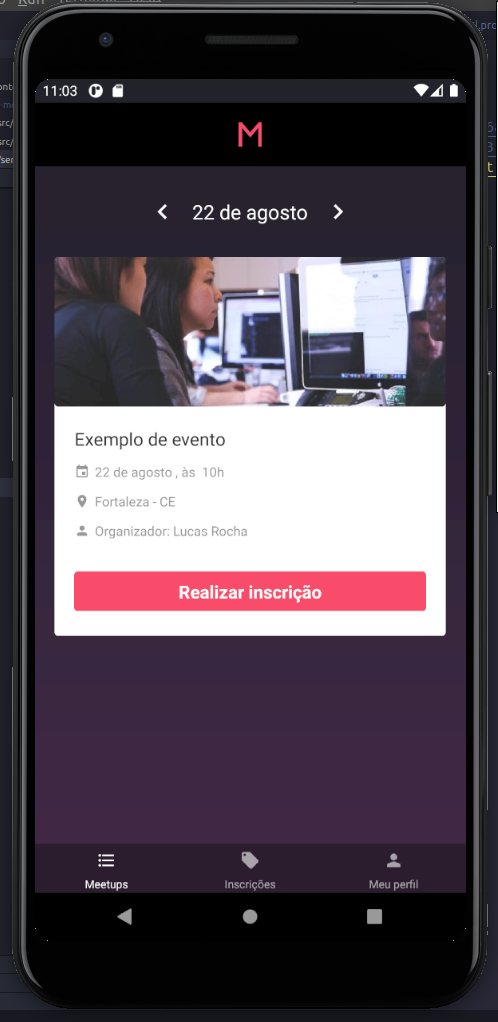 11:03
M
22 de agosto
Exemplo de evento
22 de agosto , às  10h
Fortaleza - CE
Organizador: Lucas Rocha
Realizar inscrição
Meetups
Inscrições
Meu perfil